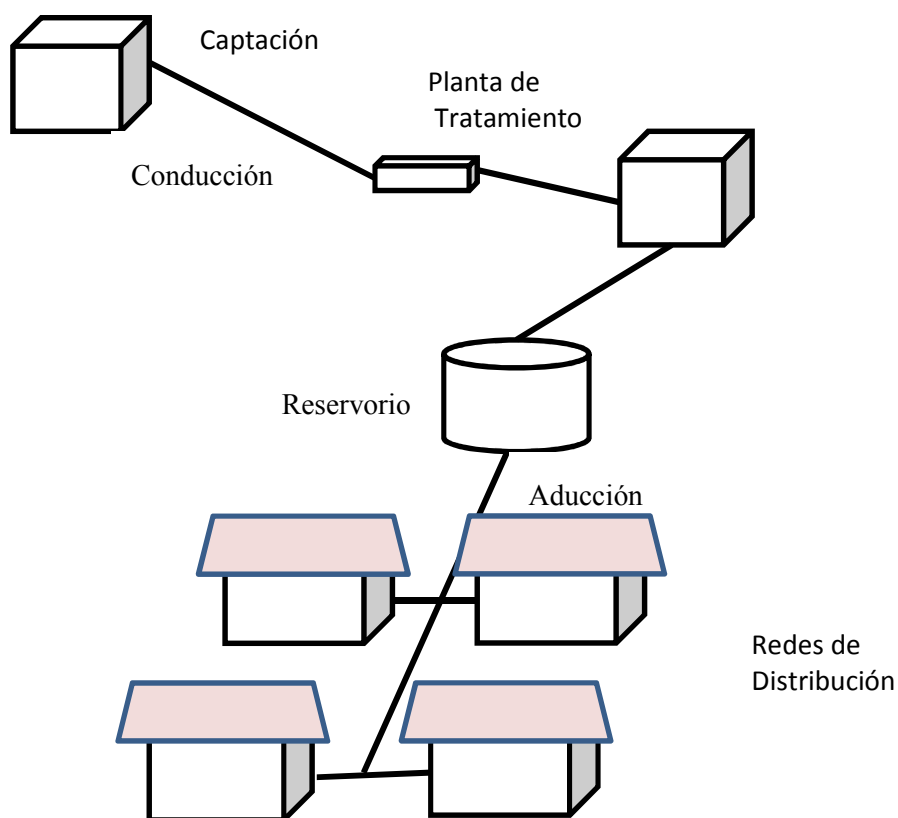 Captación
Planta de
Tratamiento
Conducción
Reservorio
Aducción
Redes de
Distribución